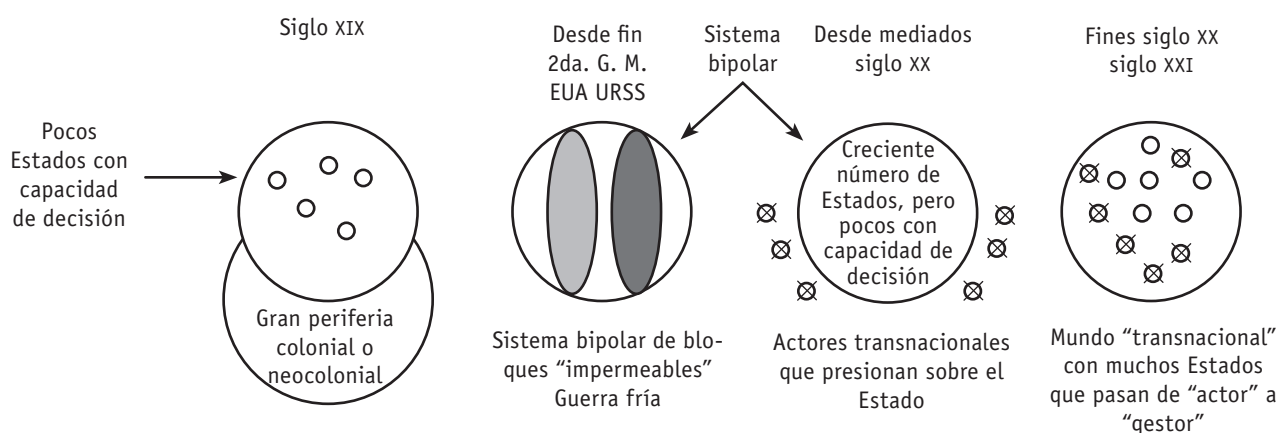 Siglo XIX
Pocos
Estados con
capacidad
de decisión
Gran periferia
colonial o
neocolonial
Desde fin
2da. G. M.
EUA URSS
Sistema bipolar de blo-
ques “impermeables”
Guerra fría
Sistema
bipolar
Desde mediados
siglo XX
Creciente
número de
Estados, pero
pocos con
capacidad de
decisión
Actores transnacionales
que presionan sobre el
Estado
Fines siglo XX
siglo XXI
Mundo “transnacional”
con muchos Estados
que pasan de “actor” a
“gestor”